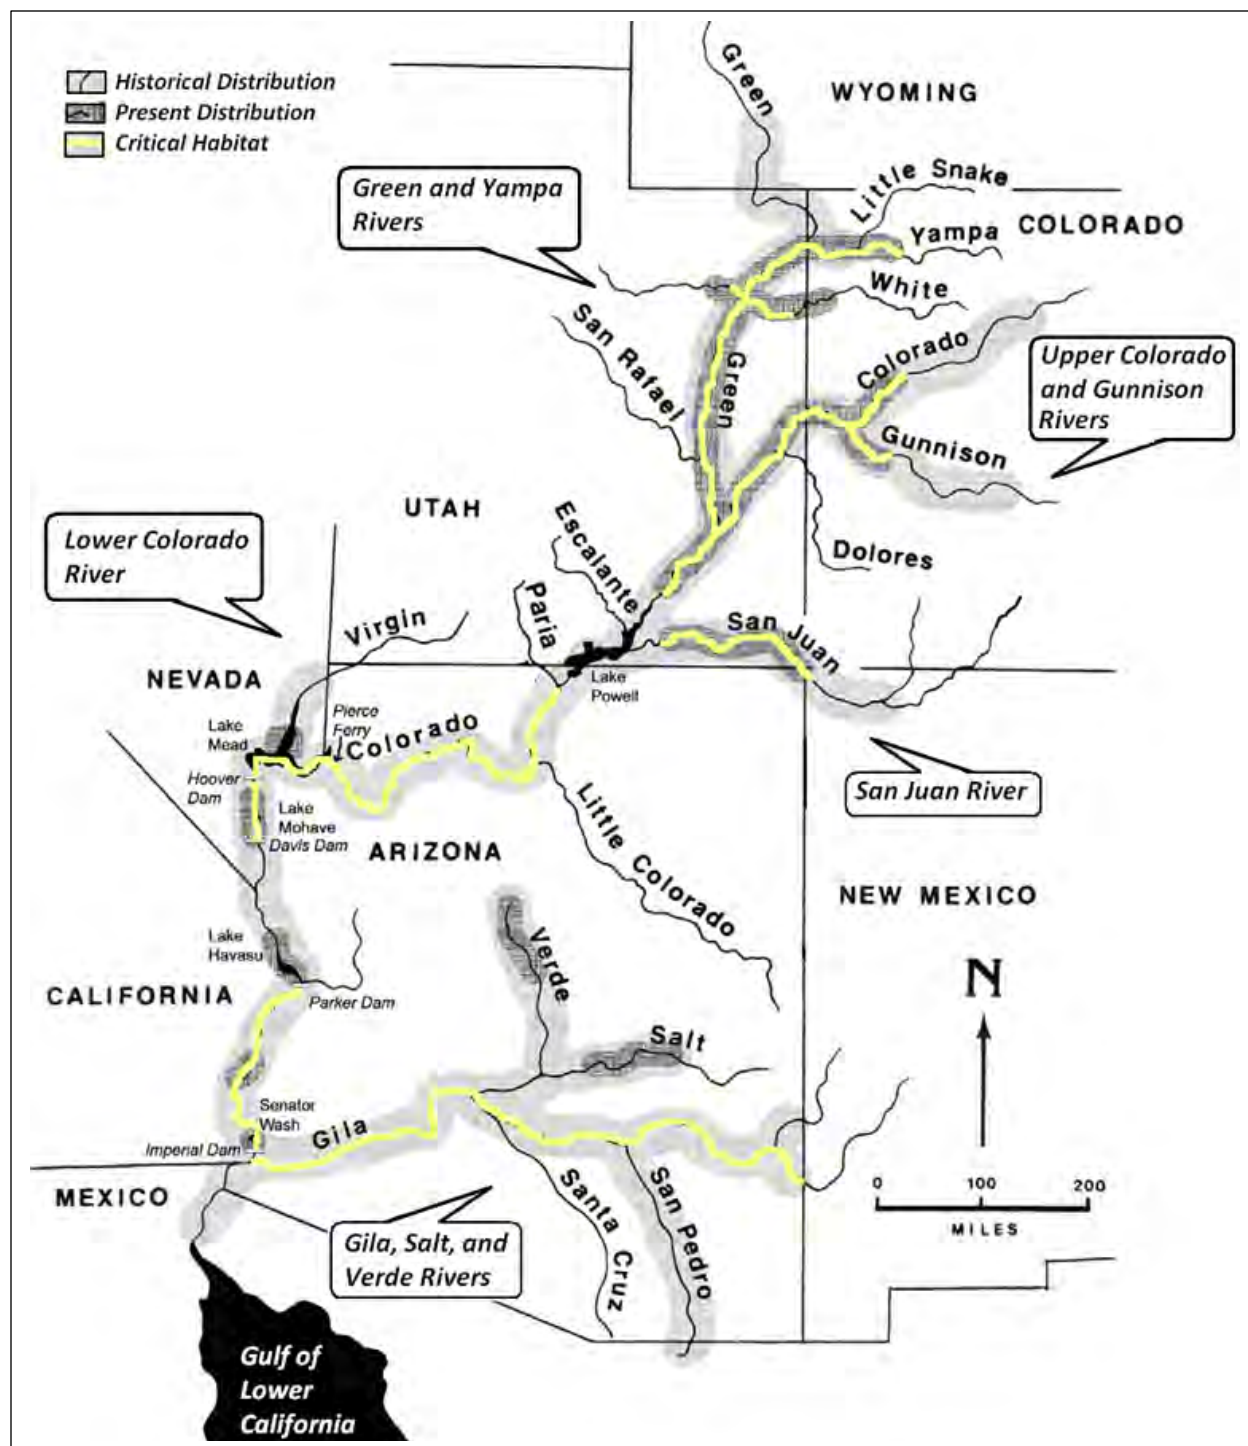 Historical Distribution
Present Distribution
Critical Habitat
Green
WYOMING
Green and Yampa
Rivers
Little Snake
COLORADO
Yampa
White
San Rafael
Green
Colorado
Upper Colorado
and Gunnison
Rivers
Gunnison
UTAH
Escalante
Dolores
Lower Colorado
River
Paria
Virgin
San Juan
NEVADA
Lake
Powell
Lake
Mead
Pierce
Ferry
Colorado
Hoover
Dam
San Juan River
Lake
Mohave
Davis Dam
ARIZONA
Little Colorado
NEW MEXICO
Lake
Havasu
Verde
N
CALIFORNIA
Parker Dam
Salt
Senator
Wash
Gila
Imperial Dam
MEXICO
Santa Cruz
San Pedro
0 100 200
MILES
Gila, Salt, and
Verde Rivers
Gulf of
Lower
California